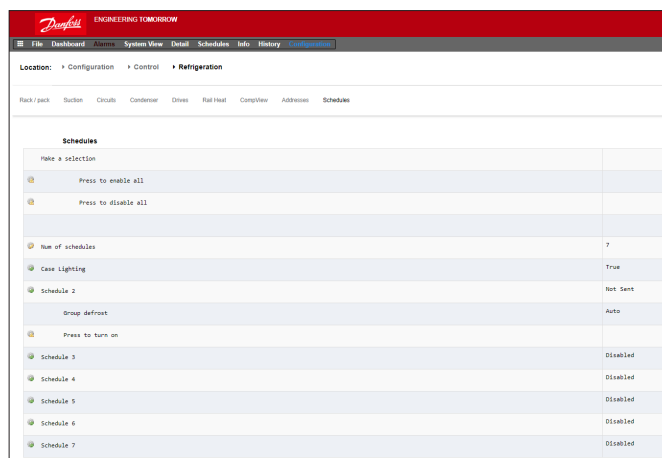 Danfoss ENGINEERING TOMORROW
File Dashboard Alarms System View Detail Schedules Info History Configuration
Location: Configuration Control Refrigeration
Rack / pack Suction Circuits Condenser Drives Rail Heat CompView Addresses Schedules
Schedules
Make a selection
Press to enable all
Press to disable all
Num of schedules 7
Case Lighting True
Schedule 2 Not Sent
Group defrost Auto
Press to turn on
Schedule 3 Disabled
Schedule 4 Disabled
Schedule 5 Disabled
Schedule 6 Disabled
Schedule 7 Disabled